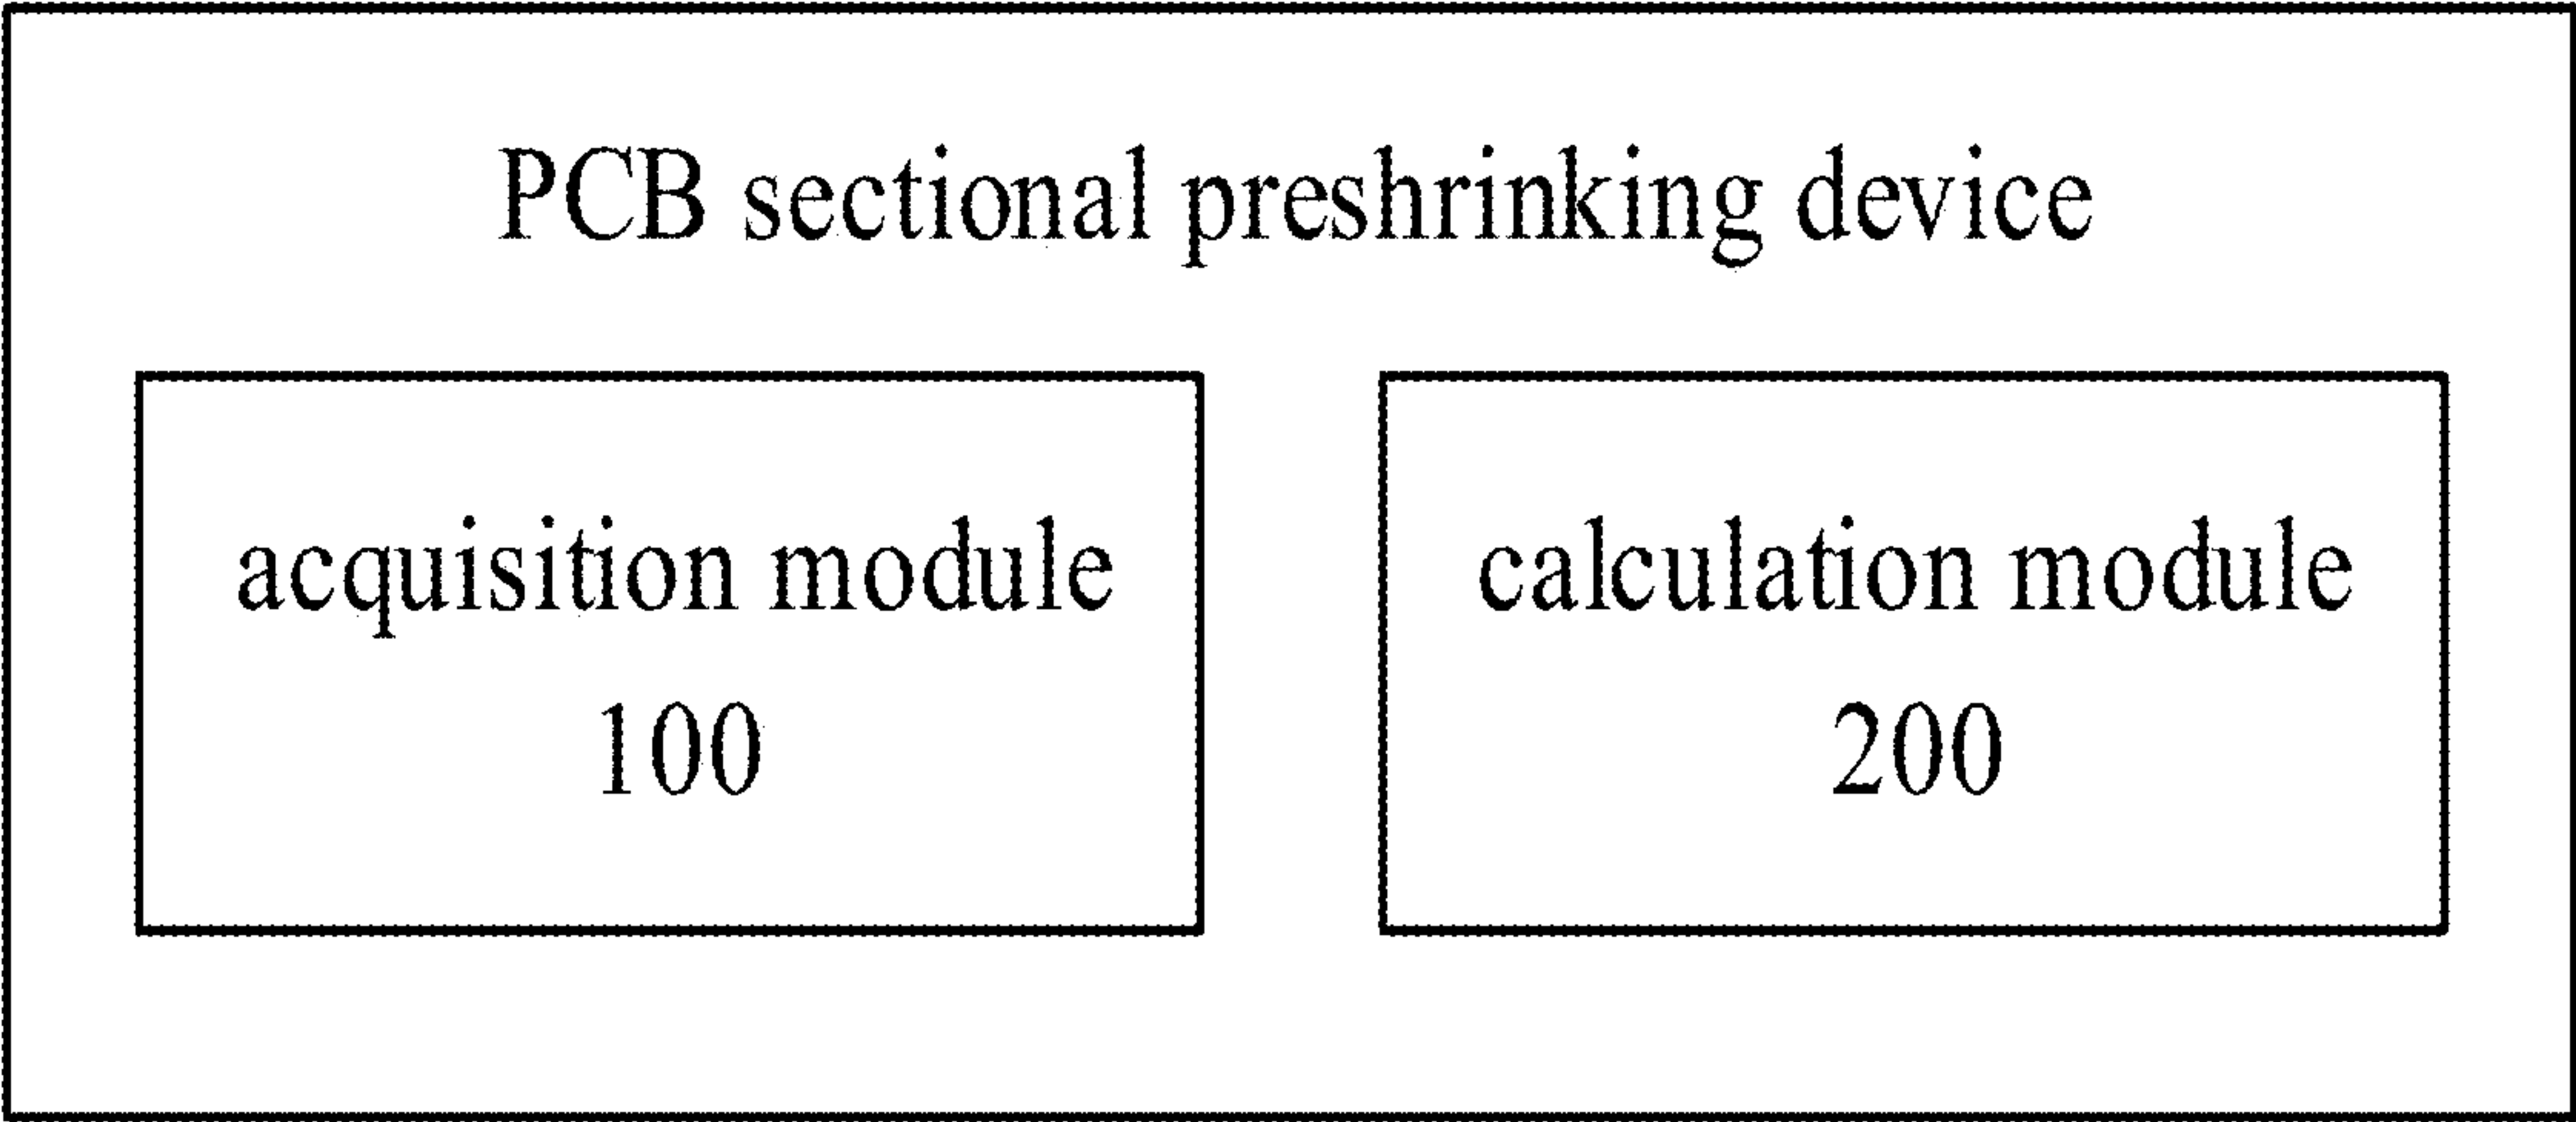 PCB sectional preshrinking device
acquisition module
100
calculation module
200